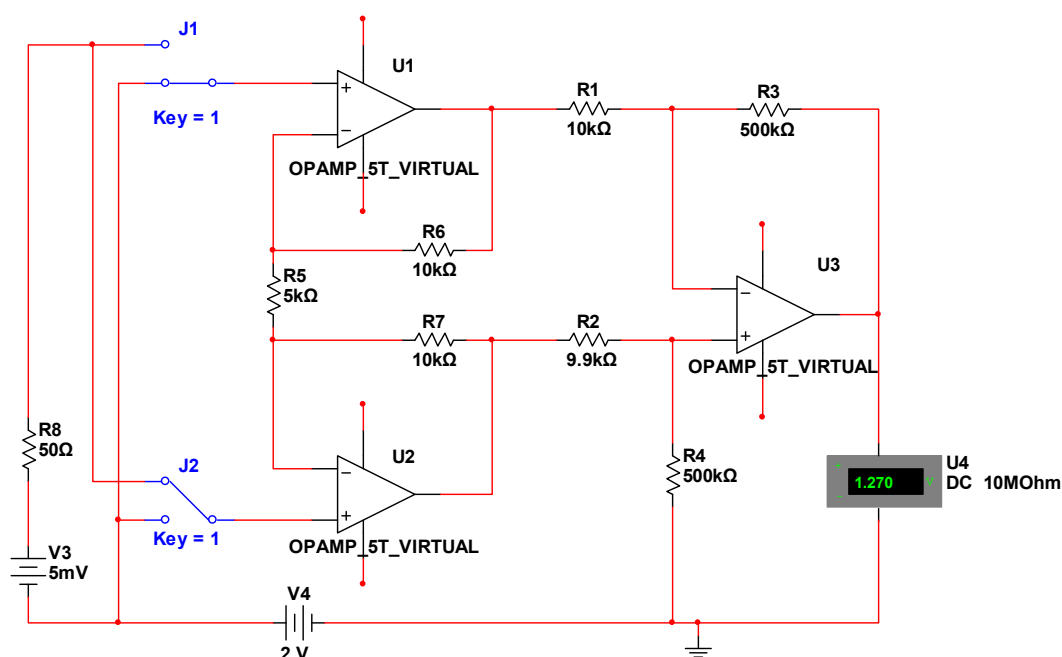 J1
Key = 1
+
−
U1
OPAMP_5T_VIRTUAL
R1
10kΩ
R3
500kΩ
R6
10kΩ
R5
5kΩ
U3
−
+
OPAMP_5T_VIRTUAL
R7
10kΩ
R2
9.9kΩ
R8
50Ω
J2
Key = 1
U2
−
+
OPAMP_5T_VIRTUAL
R4
500kΩ
U4
DC 10MOhm
+
1.270 V
−
V3
5mV
V4
2 V